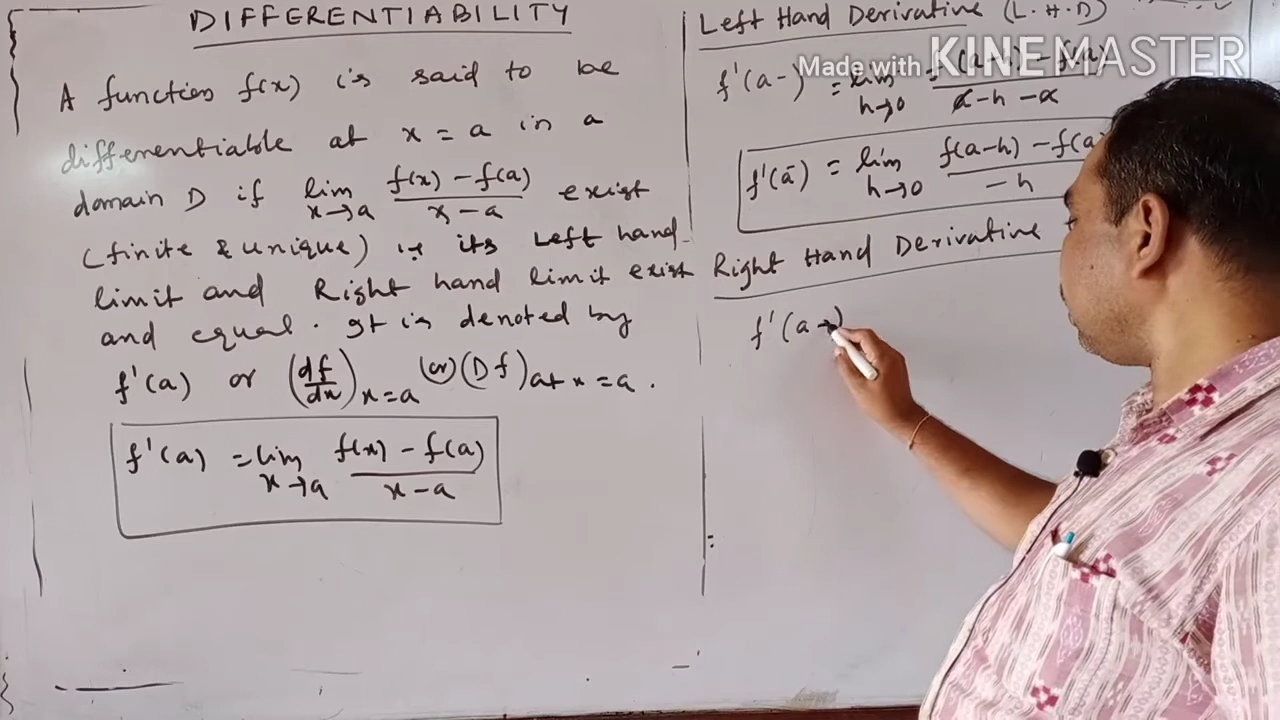 DIFFERENTIABILITY
A function f(x) is said to be
differentiable at x = a in a
domain D if lim x→a f(x) - f(a) / x - a exist
(finite & unique) i.e its Left hand
limit and Right hand limit exist
and equal. It is denoted by
f'(a) or (df/dx) x=a (or) (Df) at x = a.
f'(a) = lim x→a f(x) - f(a) / x - a
Left Hand Derivative (L.H.D)
Made with KINEMASTER
f'(a-) = lim h→0 (a-h) - f(a) / a - h - a
f'(a-) = lim h→0 f(a-h) - f(a) / -h
Right Hand Derivative
f'(a+)